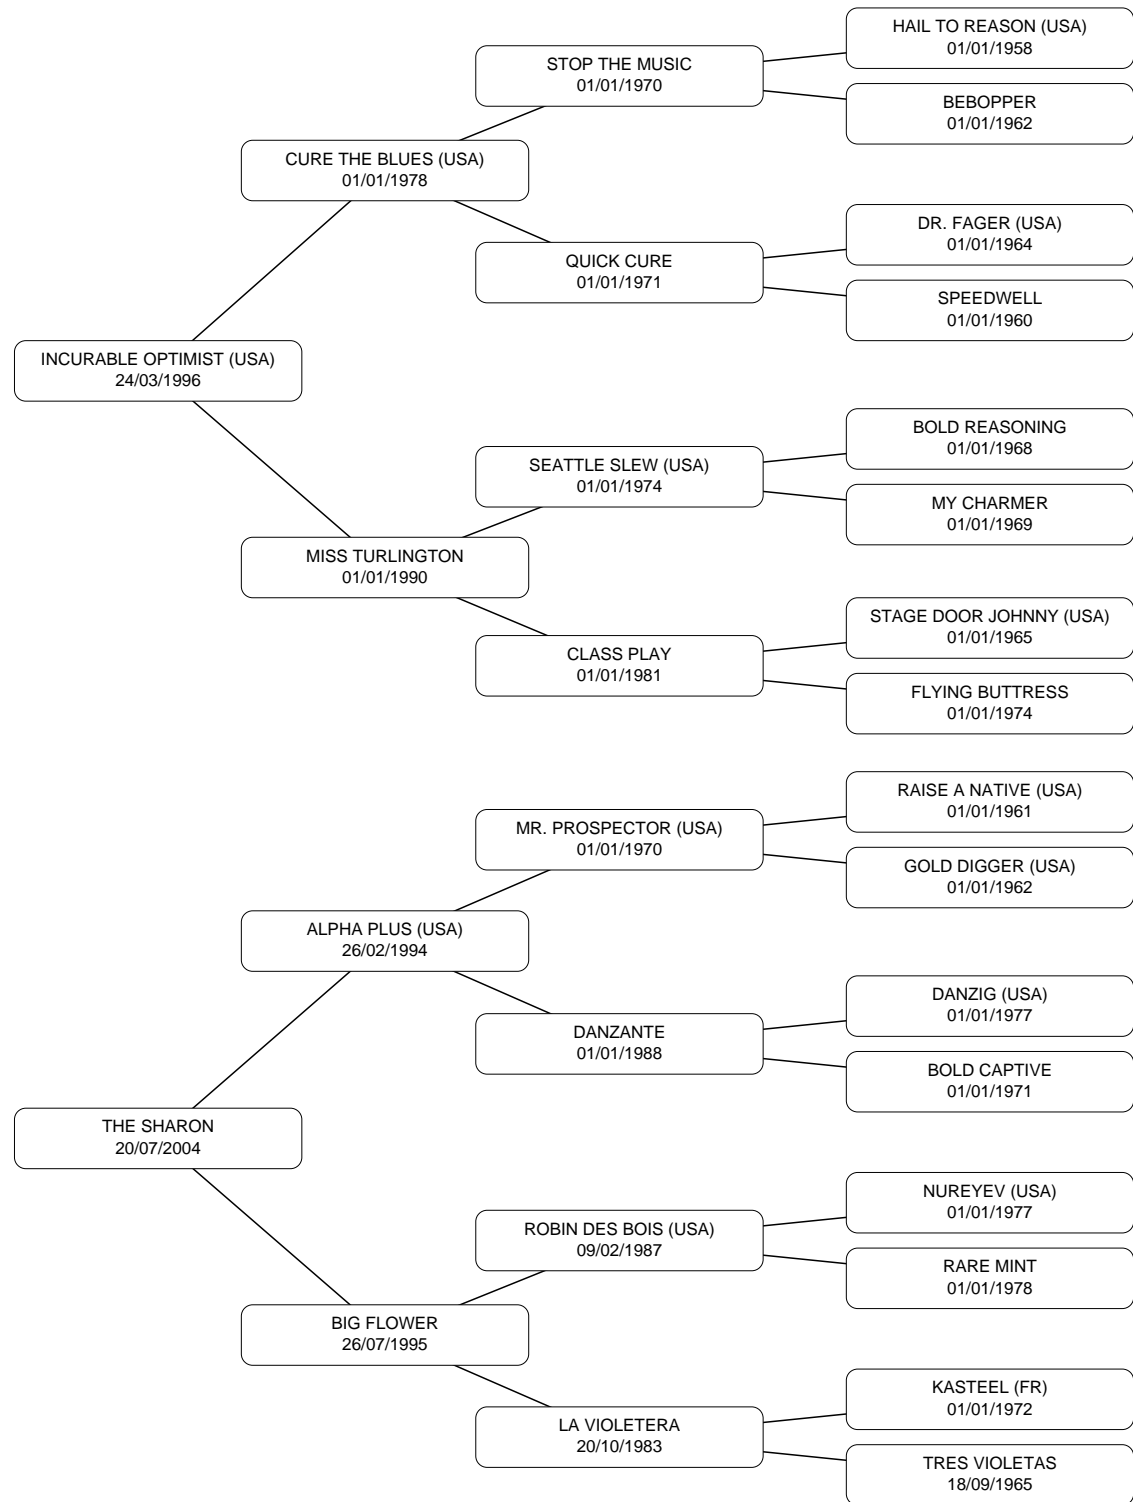 HAIL TO REASON (USA)
01/01/1958
STOP THE MUSIC
01/01/1970
BEBOPPER
01/01/1962
CURE THE BLUES (USA)
01/01/1978
DR. FAGER (USA)
01/01/1964
QUICK CURE
01/01/1971
SPEEDWELL
01/01/1960
INCURABLE OPTIMIST (USA)
24/03/1996
BOLD REASONING
01/01/1968
SEATTLE SLEW (USA)
01/01/1974
MY CHARMER
01/01/1969
MISS TURLINGTON
01/01/1990
STAGE DOOR JOHNNY (USA)
01/01/1965
CLASS PLAY
01/01/1981
FLYING BUTTRESS
01/01/1974
RAISE A NATIVE (USA)
01/01/1961
MR. PROSPECTOR (USA)
01/01/1970
GOLD DIGGER (USA)
01/01/1962
ALPHA PLUS (USA)
26/02/1994
DANZIG (USA)
01/01/1977
DANZANTE
01/01/1988
BOLD CAPTIVE
01/01/1971
THE SHARON
20/07/2004
NUREYEV (USA)
01/01/1977
ROBIN DES BOIS (USA)
09/02/1987
RARE MINT
01/01/1978
BIG FLOWER
26/07/1995
KASTEEL (FR)
01/01/1972
LA VIOLETERA
20/10/1983
TRES VIOLETAS
18/09/1965